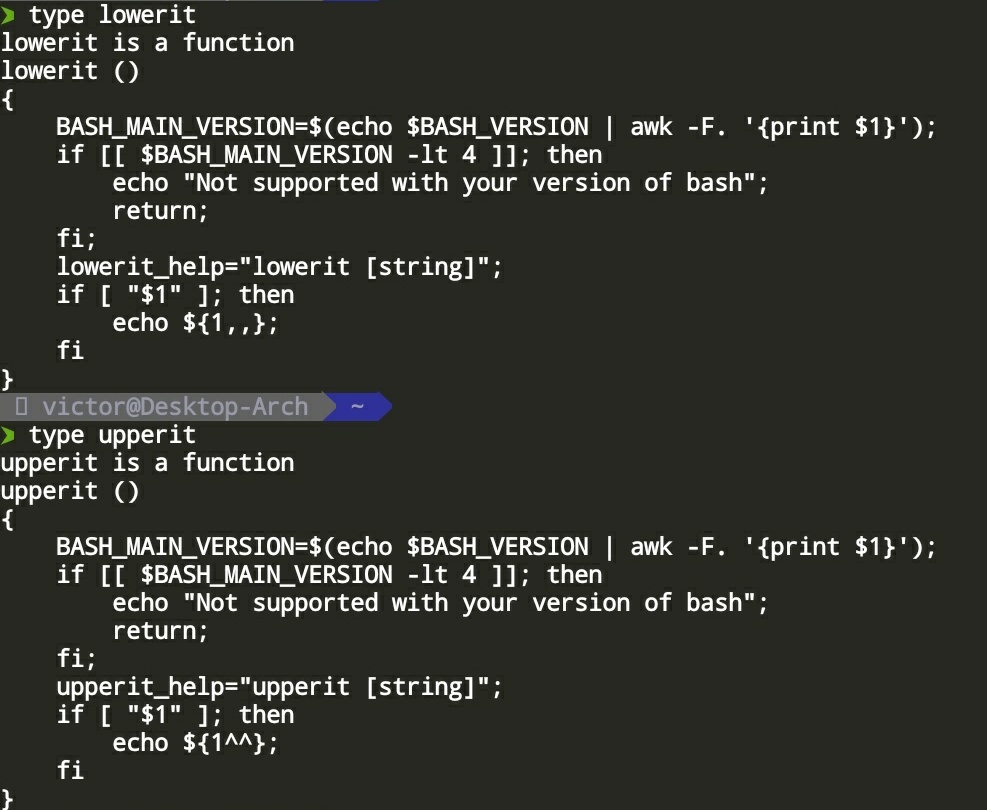 ❯ type lowerit
lowerit is a function
lowerit ()
{
    BASH_MAIN_VERSION=$(echo $BASH_VERSION | awk -F. '{print $1}');
    if [[ $BASH_MAIN_VERSION -lt 4 ]]; then
        echo "Not supported with your version of bash";
        return;
    fi;
    lowerit_help="lowerit [string]";
    if [ "$1" ]; then
        echo ${1,,};
    fi
}
victor@Desktop-Arch ~
❯ type upperit
upperit is a function
upperit ()
{
    BASH_MAIN_VERSION=$(echo $BASH_VERSION | awk -F. '{print $1}');
    if [[ $BASH_MAIN_VERSION -lt 4 ]]; then
        echo "Not supported with your version of bash";
        return;
    fi;
    upperit_help="upperit [string]";
    if [ "$1" ]; then
        echo ${1^^};
    fi
}